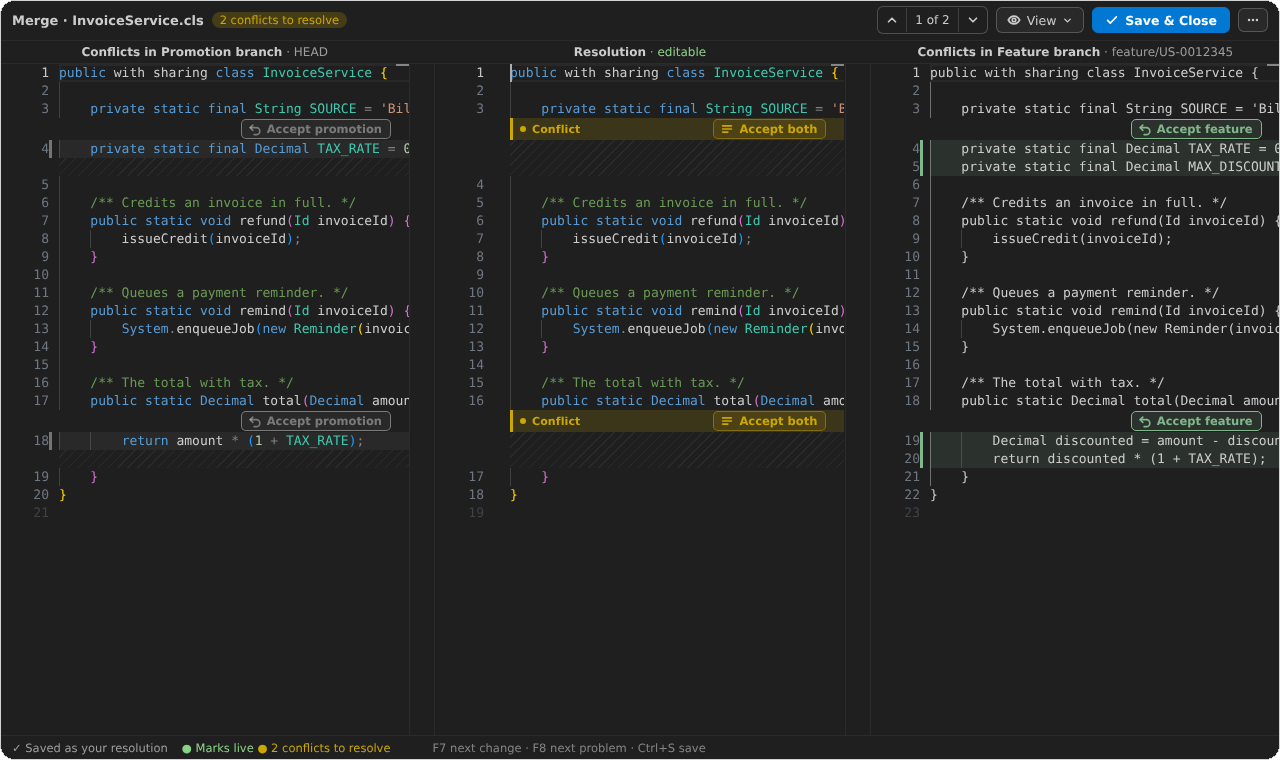 Merge · InvoiceService.cls 2 conflicts to resolve 1 of 2 View Save & Close
Conflicts in Promotion branch · HEAD
1 public with sharing class InvoiceService {
2
3 private static final String SOURCE = 'Bil
Accept promotion
4 private static final Decimal TAX_RATE = 0
5
6 /** Credits an invoice in full. */
7 public static void refund(Id invoiceId) {
8 issueCredit(invoiceId);
9 }
10
11 /** Queues a payment reminder. */
12 public static void remind(Id invoiceId) {
13 System.enqueueJob(new Reminder(invoic
14 }
15
16 /** The total with tax. */
17 public static Decimal total(Decimal amoun
Accept promotion
18 return amount * (1 + TAX_RATE);
19 }
20 }
21
Resolution · editable
1 public with sharing class InvoiceService {
2
3 private static final String SOURCE = 'B
Conflict Accept both
4
5 /** Credits an invoice in full. */
6 public static void refund(Id invoiceId)
7 issueCredit(invoiceId);
8 }
9
10 /** Queues a payment reminder. */
11 public static void remind(Id invoiceId)
12 System.enqueueJob(new Reminder(invo
13 }
14
15 /** The total with tax. */
16 public static Decimal total(Decimal amo
Conflict Accept both
17 }
18 }
19
Conflicts in Feature branch · feature/US-0012345
1 public with sharing class InvoiceService {
2
3 private static final String SOURCE = 'Bil
Accept feature
4 private static final Decimal TAX_RATE = 0
5 private static final Decimal MAX_DISCOUNT
6
7 /** Credits an invoice in full. */
8 public static void refund(Id invoiceId) {
9 issueCredit(invoiceId);
10 }
11
12 /** Queues a payment reminder. */
13 public static void remind(Id invoiceId) {
14 System.enqueueJob(new Reminder(invoic
15 }
16
17 /** The total with tax. */
18 public static Decimal total(Decimal amoun
Accept feature
19 Decimal discounted = amount - discoun
20 return discounted * (1 + TAX_RATE);
21 }
22 }
23
✓ Saved as your resolution ● Marks live ● 2 conflicts to resolve F7 next change · F8 next problem · Ctrl+S save